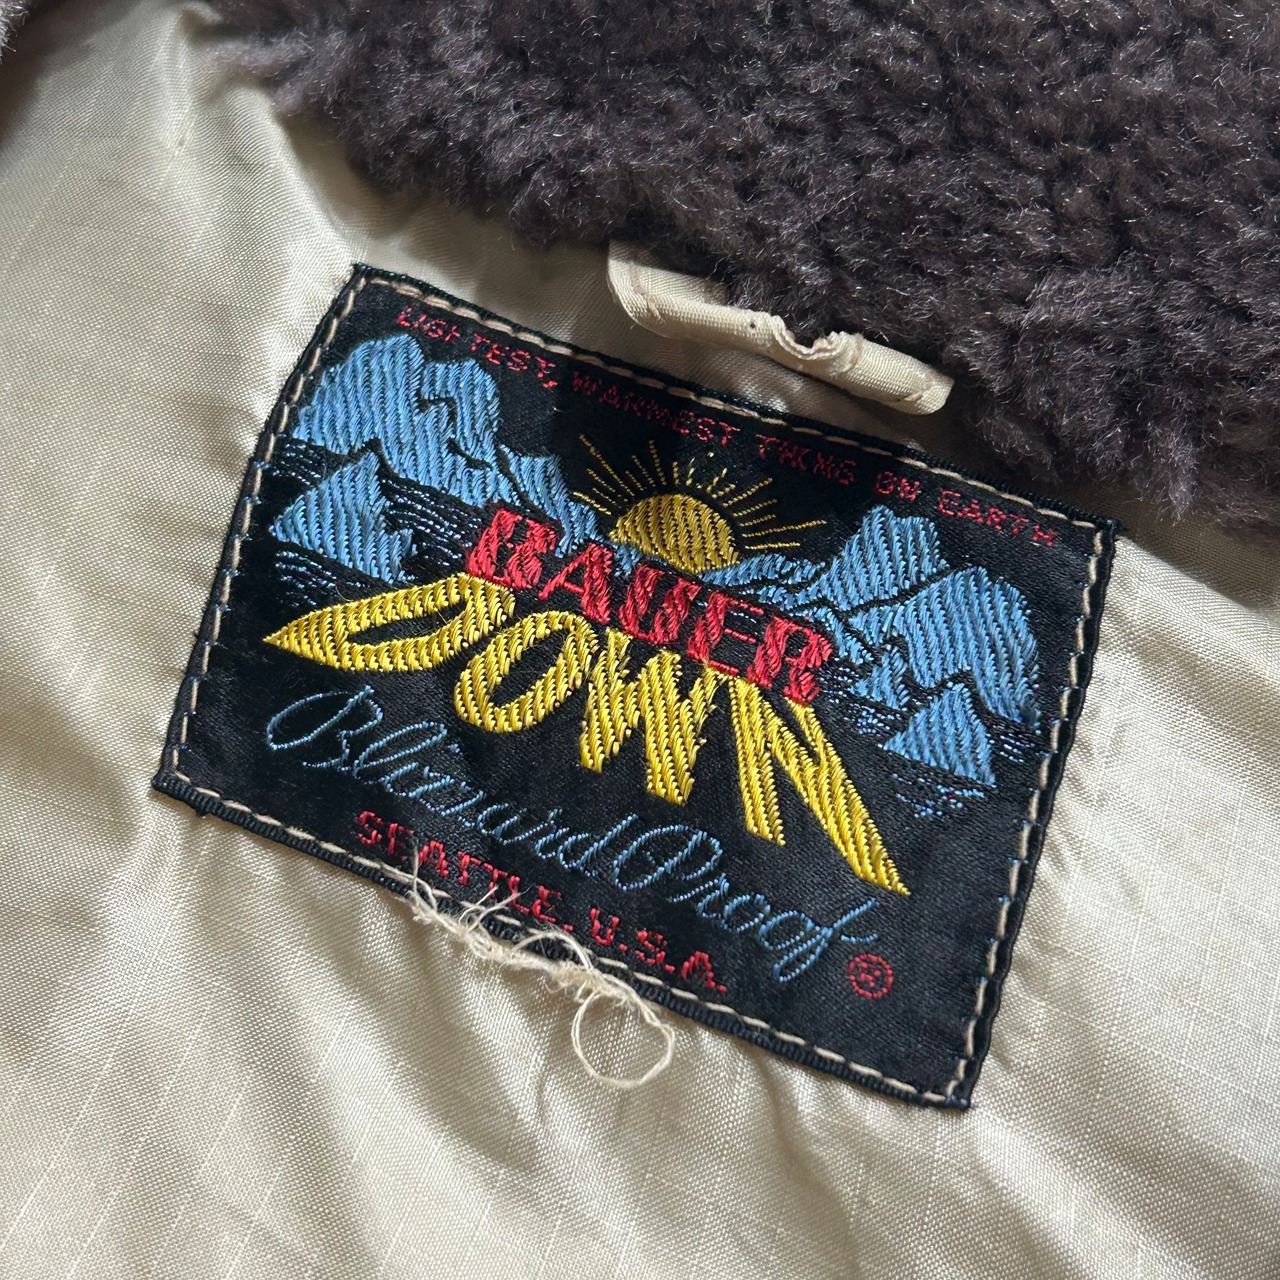 LIGHTEST, WARMEST THING ON EARTH
BAUER
DOWN
Blizzard Proof
®
SEATTLE, U.S.A.